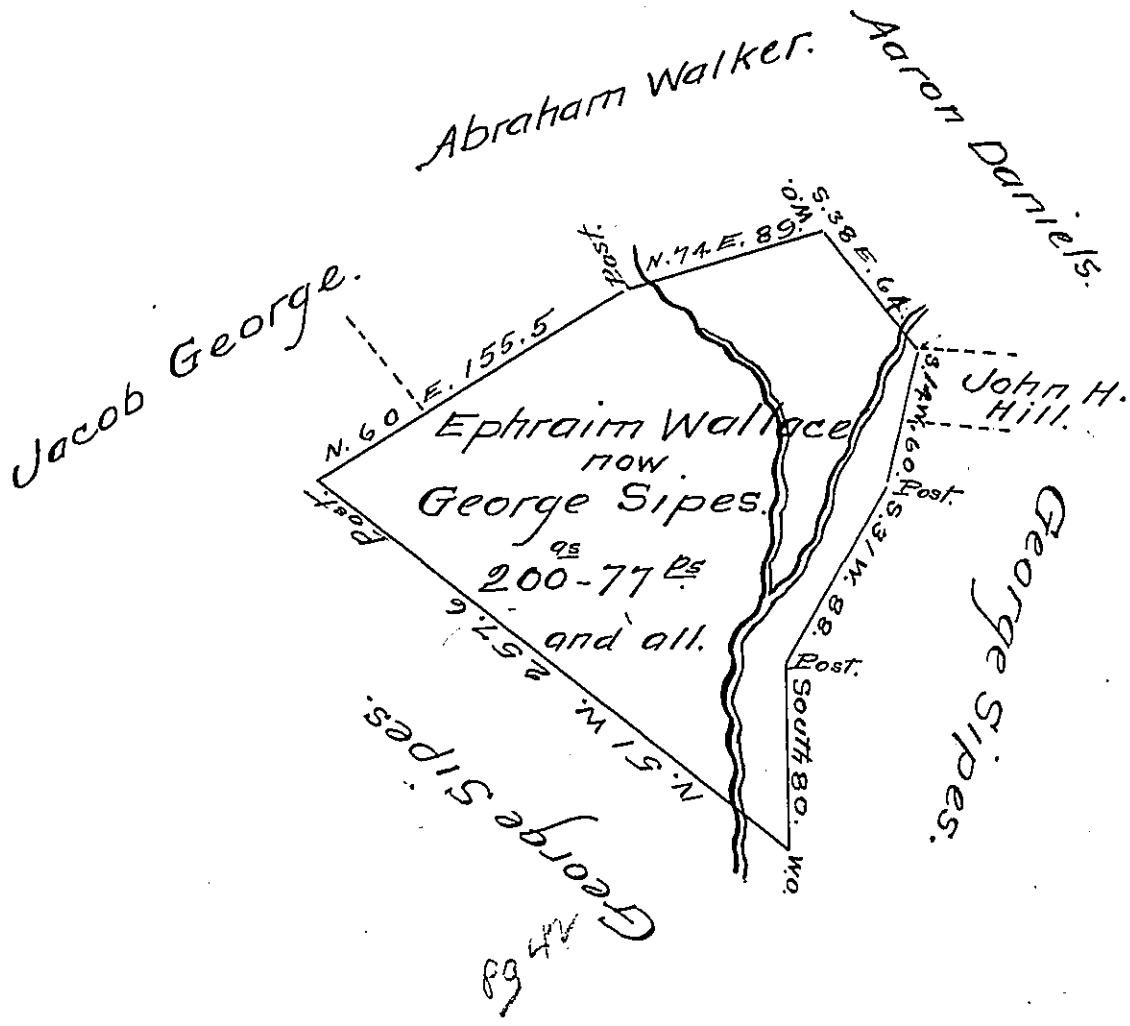 Abraham Walker.
Aaron Daniels.
Jacob George.
Post.
N. 74 E. 89.
W.O.
S. 38 E. 64.
N. 60 E. 155.5
John H.
Hill.
S. 14 W. 60.
Post.
S. 31 W. 88.
Post.
South 80.
W.O.
N. 51 W. 257.6
Post.
Ephraim Wallace
now
George Sipes.
as
200-77 ps
and all.
George Sipes.
George Sipes.